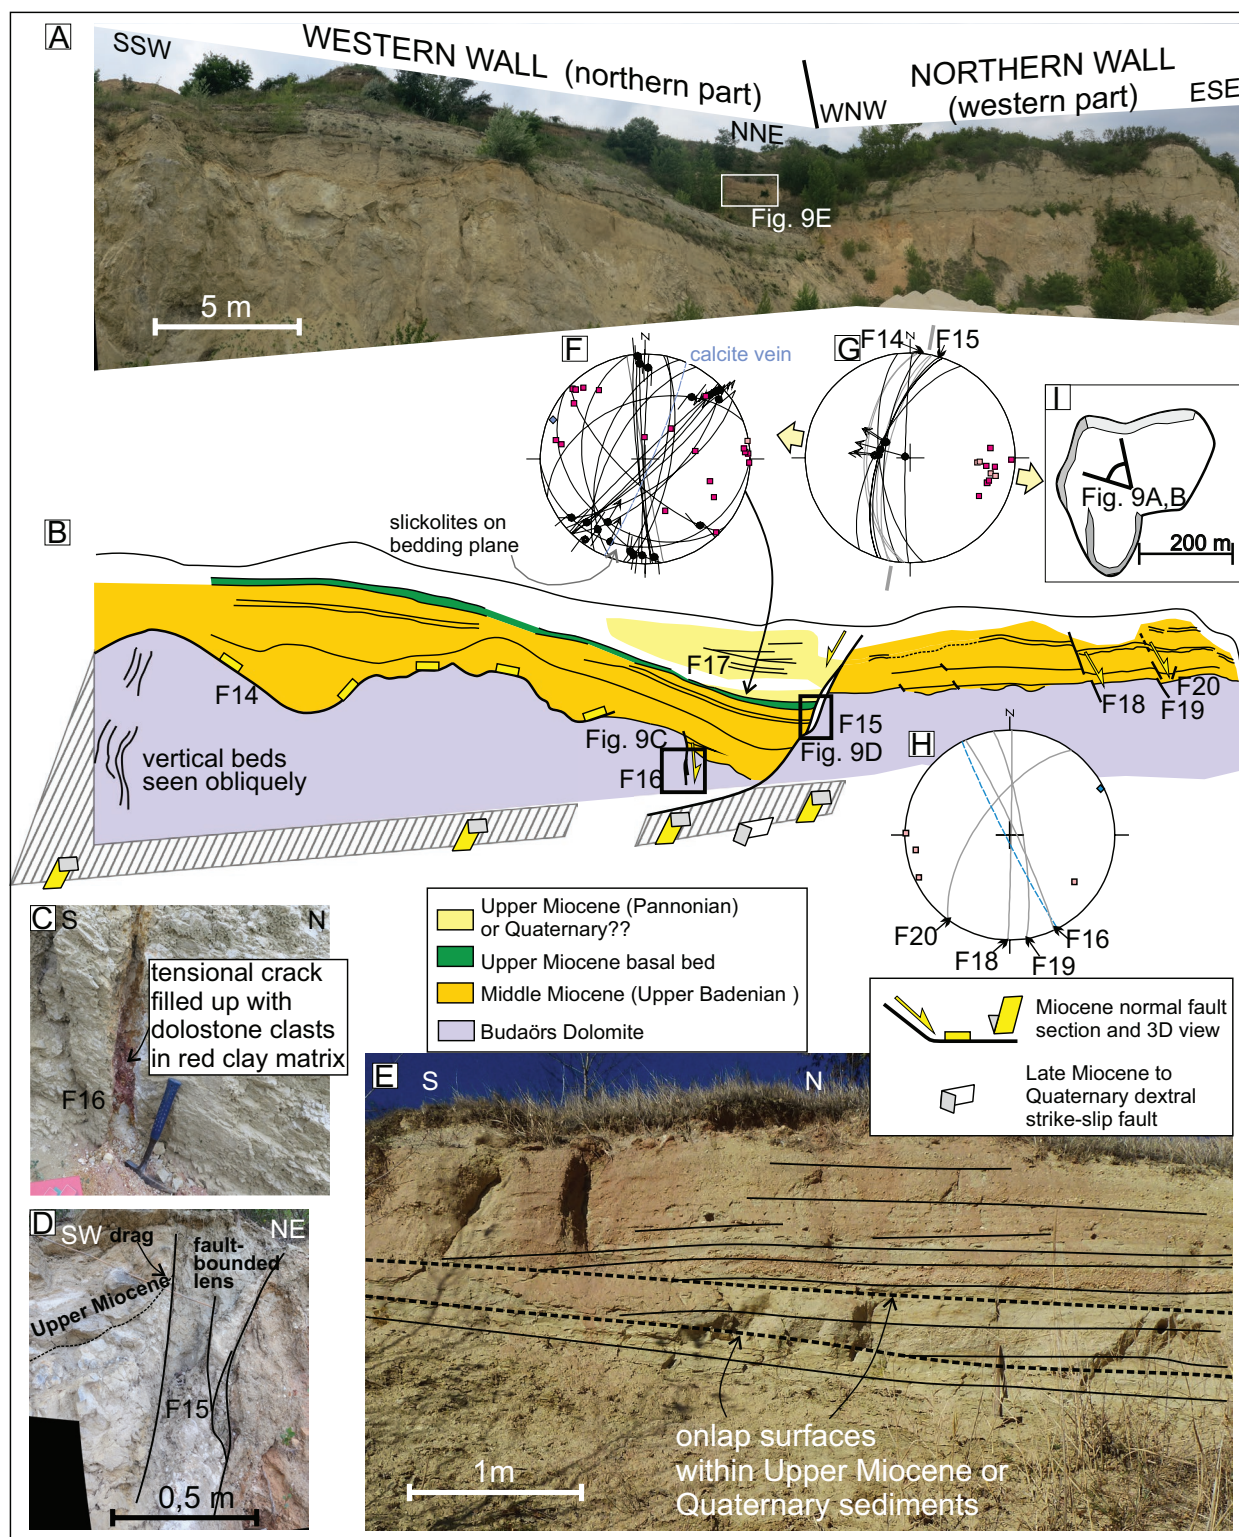 A
SSW
WESTERN WALL (northern part)
NNE
WNW
NORTHERN WALL
(western part)
ESE
Fig. 9E
5 m
F
N
calcite vein
G
F14
N
F15
I
Fig. 9A,B
200 m
slickolites on
bedding plane
B
F14
vertical beds
seen obliquely
F17
Fig. 9C
F16
F15
Fig. 9D
F18
F20
F19
H
N
F20
F18
F19
F16
C
S
N
tensional crack
filled up with
dolostone clasts
in red clay matrix
F16
Upper Miocene (Pannonian)
or Quaternary??
Upper Miocene basal bed
Middle Miocene (Upper Badenian )
Budaörs Dolomite
Miocene normal fault
section and 3D view
Late Miocene to
Quaternary dextral
strike-slip fault
D
SW
NE
drag
fault-
bounded
lens
Upper Miocene
F15
0,5 m
E
S
N
onlap surfaces
within Upper Miocene or
Quaternary sediments
1m